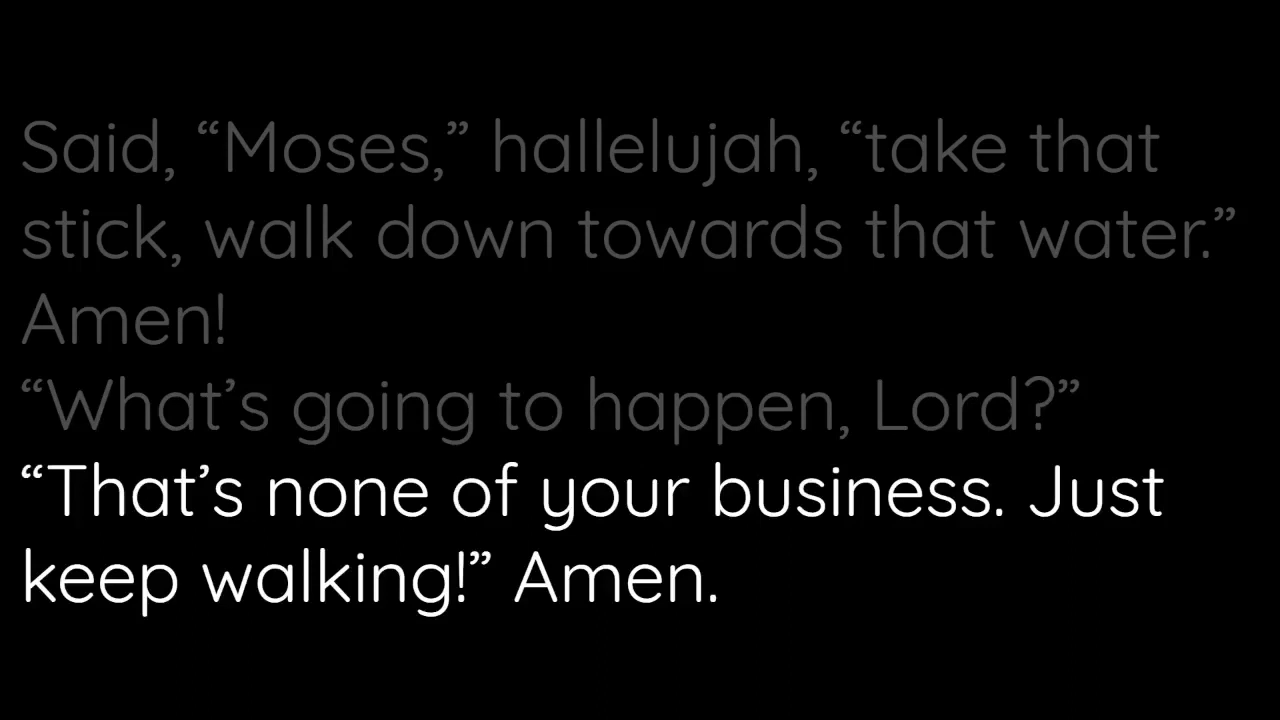 Said, “Moses,” hallelujah, “take that
stick, walk down towards that water.”
Amen!
“What’s going to happen, Lord?”
“That’s none of your business. Just
keep walking!” Amen.